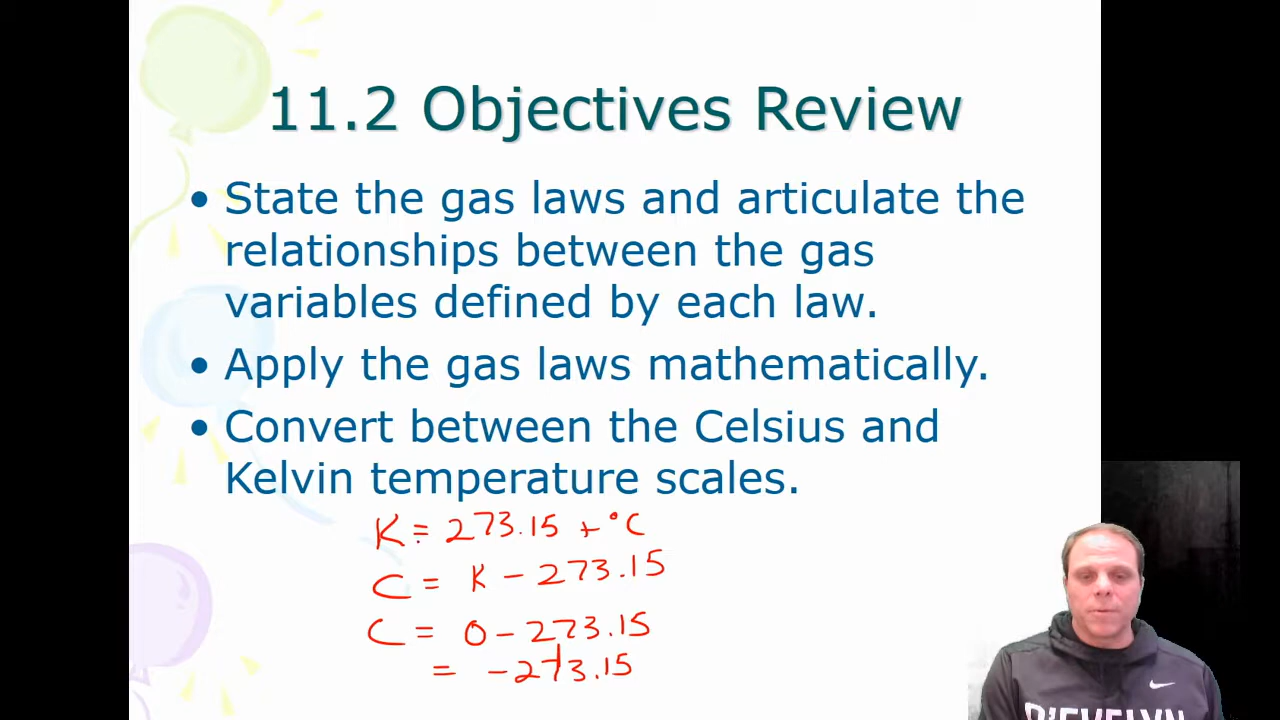 11.2 Objectives Review
• State the gas laws and articulate the
relationships between the gas
variables defined by each law.
• Apply the gas laws mathematically.
• Convert between the Celsius and
Kelvin temperature scales.
K = 273.15 + °C
C = K - 273.15
C = 0 - 273.15
= -273.15
D'EVELYN